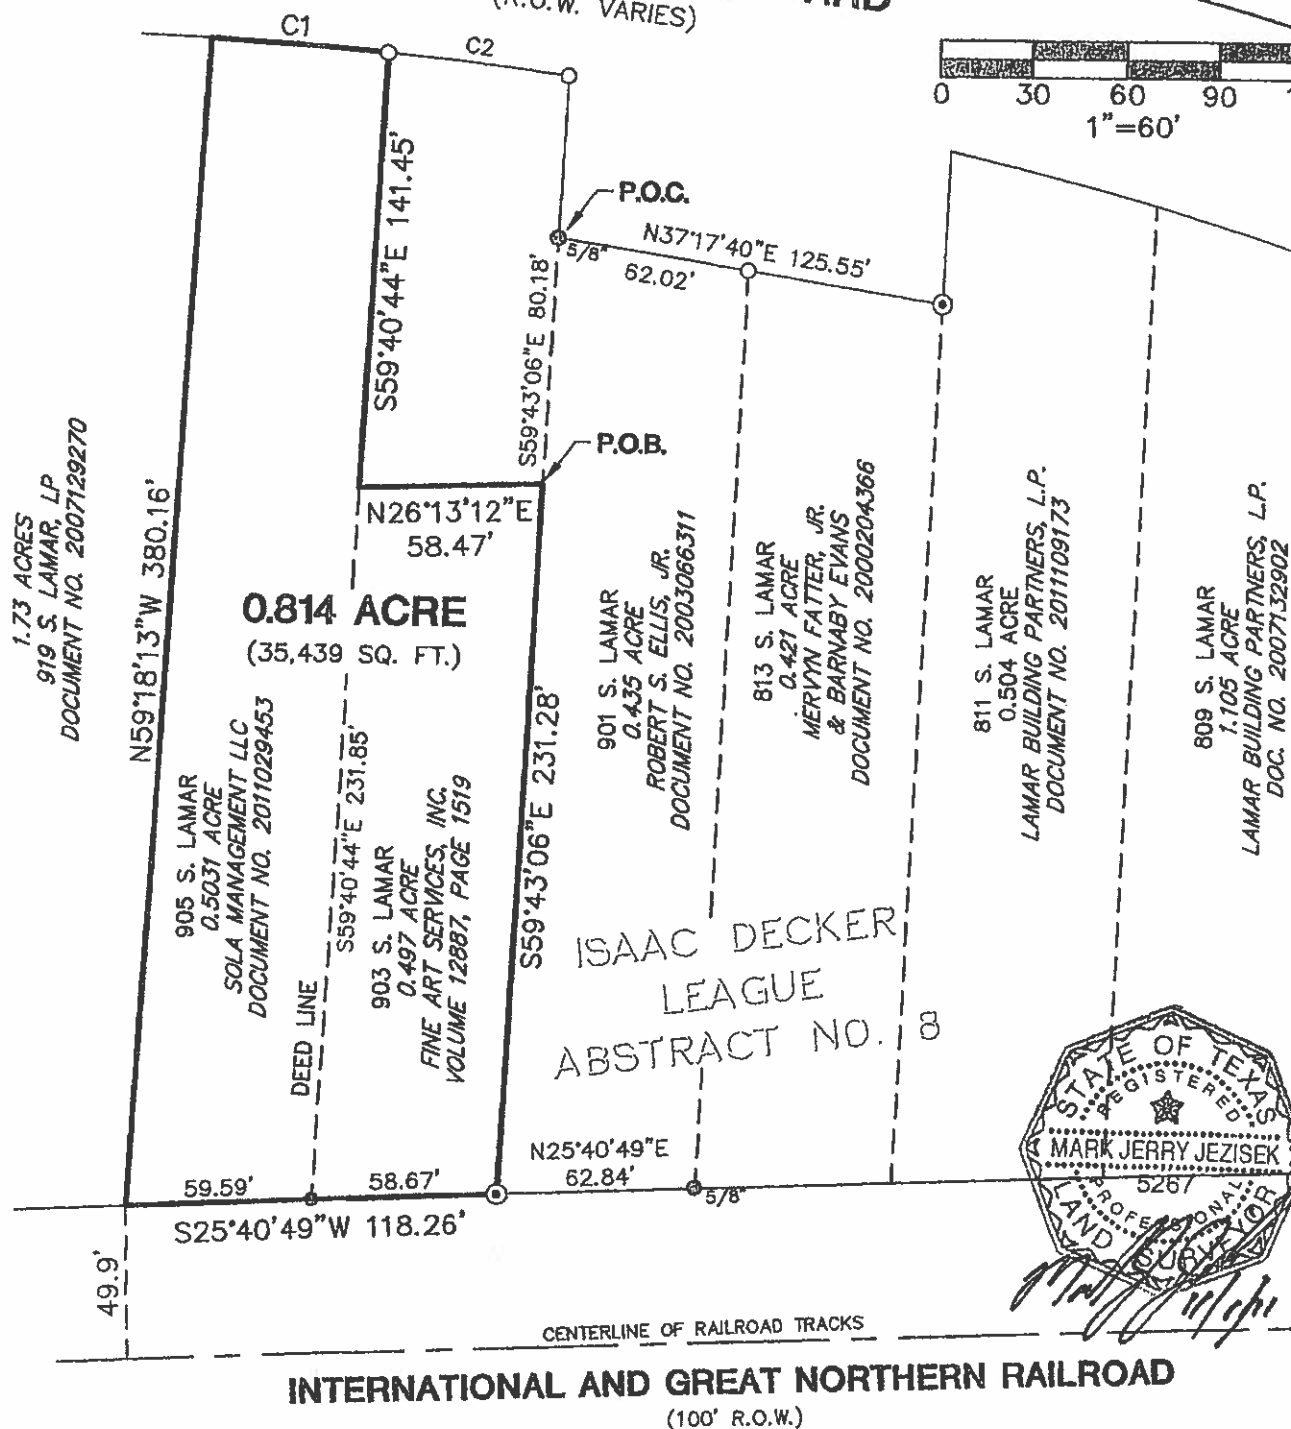 (R.O.W. VARIES)
C1
C2
0 30 60 90
1"=60'
P.O.C.
5/8"
N37°17'40"E 125.55'
62.02'
S59°40'44"E 141.45'
S59°43'06"E 80.18'
P.O.B.
N26°13'12"E
58.47'
1.73 ACRES
919 S. LAMAR, LP
DOCUMENT NO. 2007129270
N59°18'13"W 380.16'
0.814 ACRE
(35,439 SQ. FT.)
905 S. LAMAR
0.5031 ACRE
SOLA MANAGEMENT LLC
DOCUMENT NO. 2011029453
DEED LINE
S59°40'44"E 231.85'
903 S. LAMAR
0.497 ACRE
FINE ART SERVICES, INC.
VOLUME 12887, PAGE 1519
S59°43'06"E 231.28'
901 S. LAMAR
0.435 ACRE
ROBERT S. ELLIS, JR.
DOCUMENT NO. 2003066311
813 S. LAMAR
0.421 ACRE
MERVYN FATTER, JR.
& BARNABY EVANS
DOCUMENT NO. 2000204366
811 S. LAMAR
0.504 ACRE
LAMAR BUILDING PARTNERS, L.P.
DOCUMENT NO. 2011109173
809 S. LAMAR
1.105 ACRE
LAMAR BUILDING PARTNERS, L.P.
DOC. NO. 2007132902
ISAAC DECKER
LEAGUE
ABSTRACT NO. 8
STATE OF TEXAS
REGISTERED
MARK JERRY JEZISEK
5267
PROFESSIONAL
LAND SURVEYOR
59.59'
58.67'
N25°40'49"E
62.84'
5/8"
S25°40'49"W 118.26'
49.9'
CENTERLINE OF RAILROAD TRACKS
INTERNATIONAL AND GREAT NORTHERN RAILROAD
(100' R.O.W.)